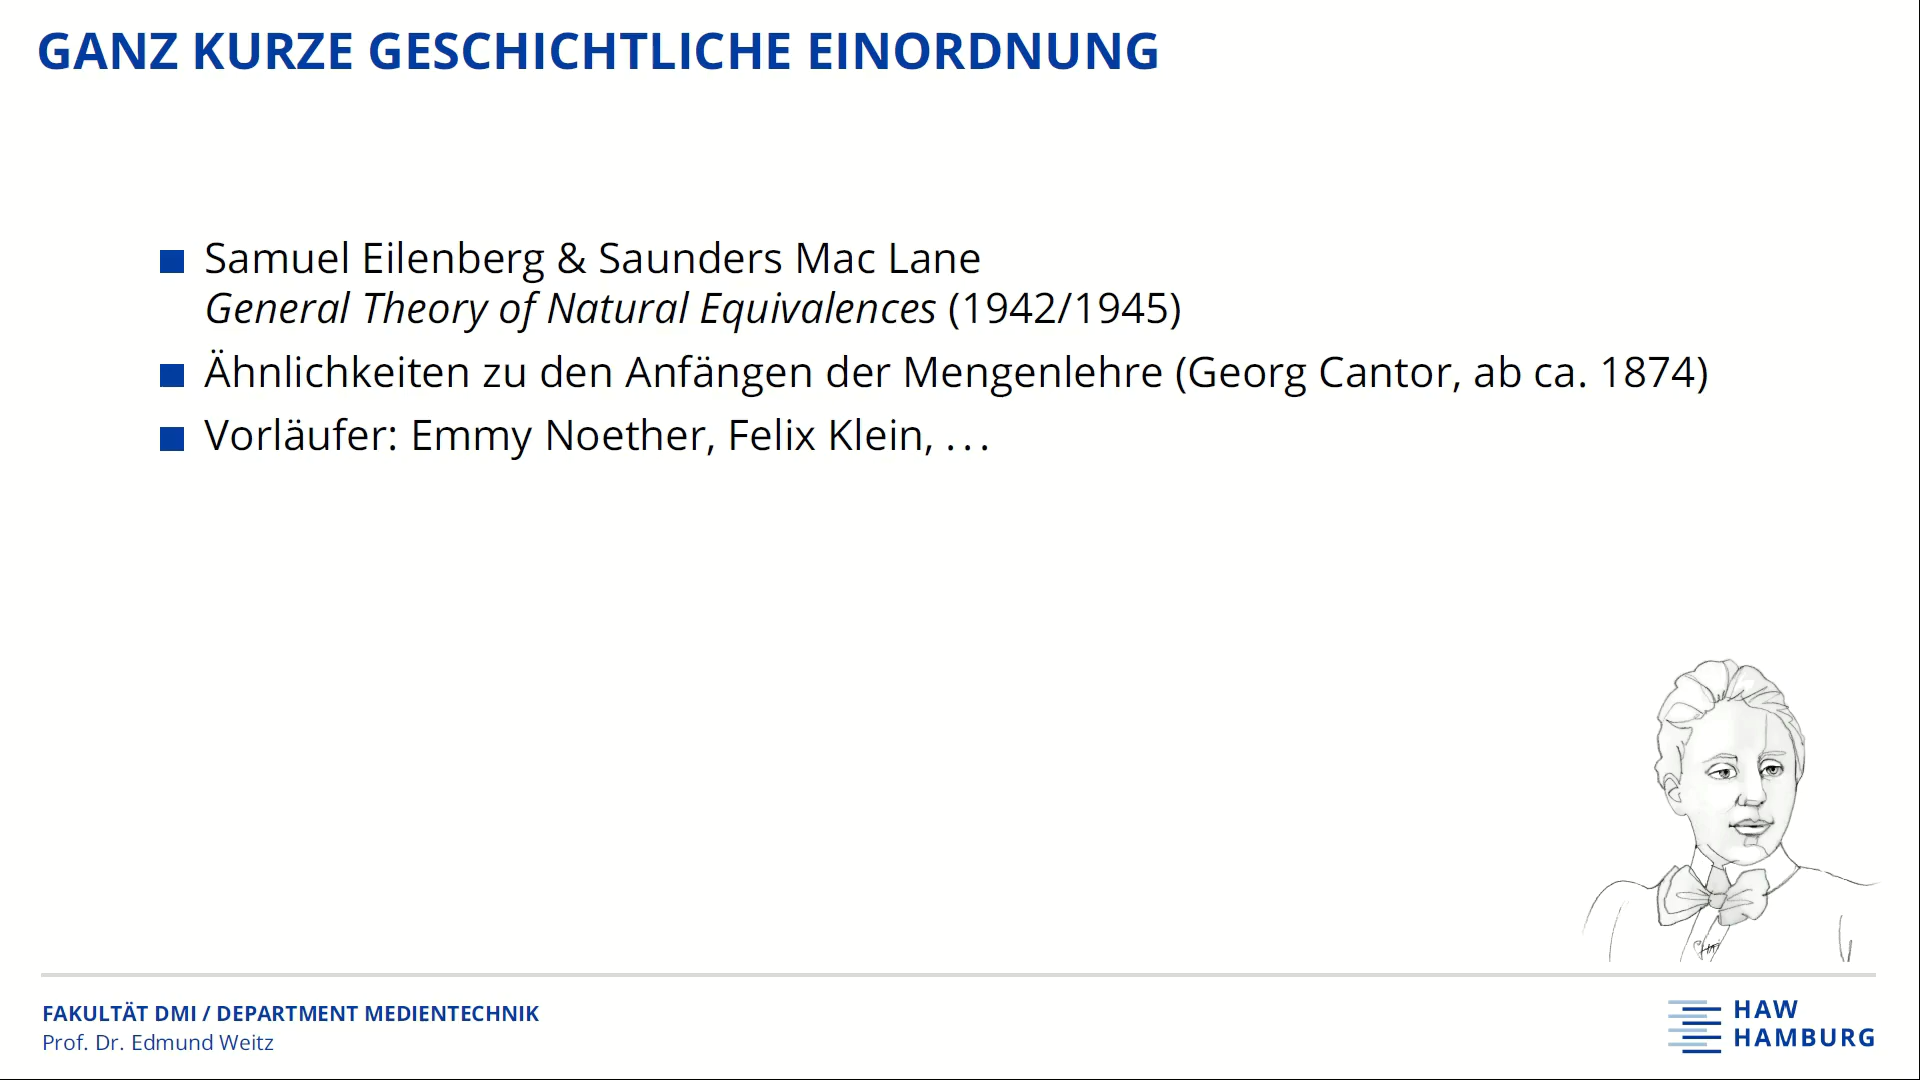 GANZ KURZE GESCHICHTLICHE EINORDNUNG
Samuel Eilenberg & Saunders Mac Lane
General Theory of Natural Equivalences (1942/1945)
Ähnlichkeiten zu den Anfängen der Mengenlehre (Georg Cantor, ab ca. 1874)
Vorläufer: Emmy Noether, Felix Klein, . . .
FAKULTÄT DMI / DEPARTMENT MEDIENTECHNIK
Prof. Dr. Edmund Weitz
HAW
HAMBURG